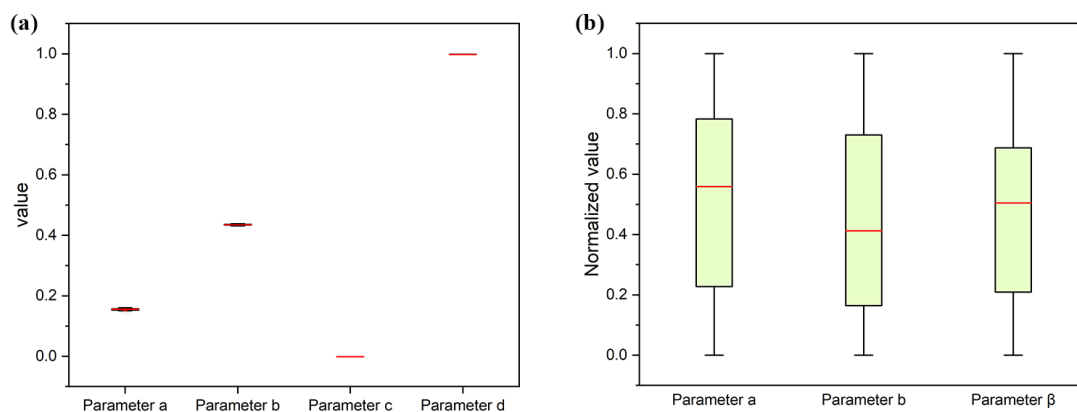 (a)
value
1.0
0.8
0.6
0.4
0.2
0.0
Parameter a Parameter b Parameter c Parameter d
(b)
Normalized value
1.0
0.8
0.6
0.4
0.2
0.0
Parameter a Parameter b Parameter β